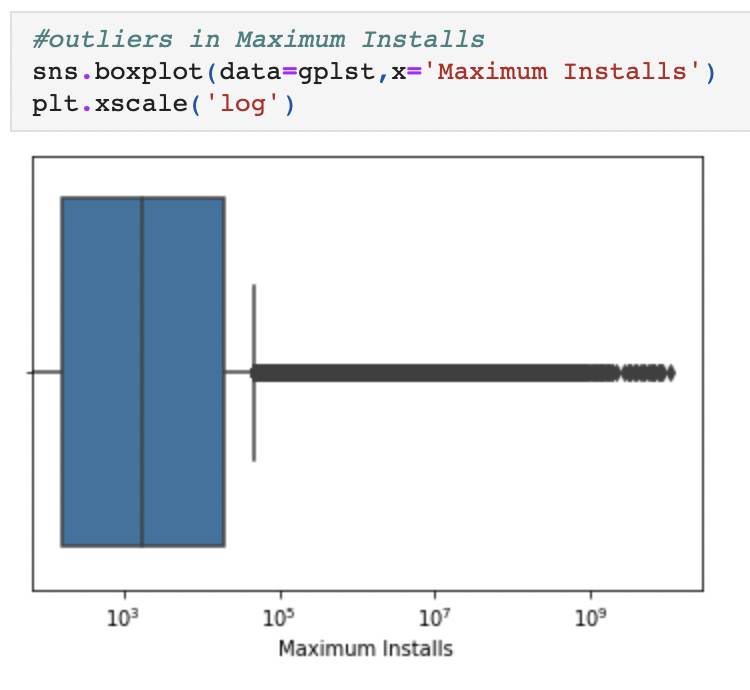 #outliers in Maximum Installs
sns.boxplot(data=gplst,x='Maximum Installs')
plt.xscale('log')
10³ 10⁵ 10⁷ 10⁹
Maximum Installs